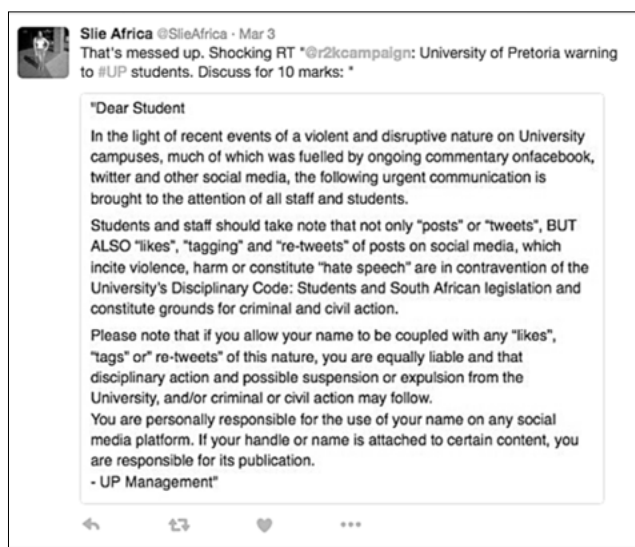 Slie Africa @SlieAfrica · Mar 3
That's messed up. Shocking RT "@r2kcampaign: University of Pretoria warning
to #UP students. Discuss for 10 marks: "
"Dear Student
In the light of recent events of a violent and disruptive nature on University
campuses, much of which was fuelled by ongoing commentary onfacebook,
twitter and other social media, the following urgent communication is
brought to the attention of all staff and students.
Students and staff should take note that not only "posts" or "tweets", BUT
ALSO "likes", "tagging" and "re-tweets" of posts on social media, which
incite violence, harm or constitute "hate speech" are in contravention of the
University's Disciplinary Code: Students and South African legislation and
constitute grounds for criminal and civil action.
Please note that if you allow your name to be coupled with any "likes",
"tags" or" re-tweets" of this nature, you are equally liable and that
disciplinary action and possible suspension or expulsion from the
University, and/or criminal or civil action may follow.
You are personally responsible for the use of your name on any social
media platform. If your handle or name is attached to certain content, you
are responsible for its publication.
- UP Management"